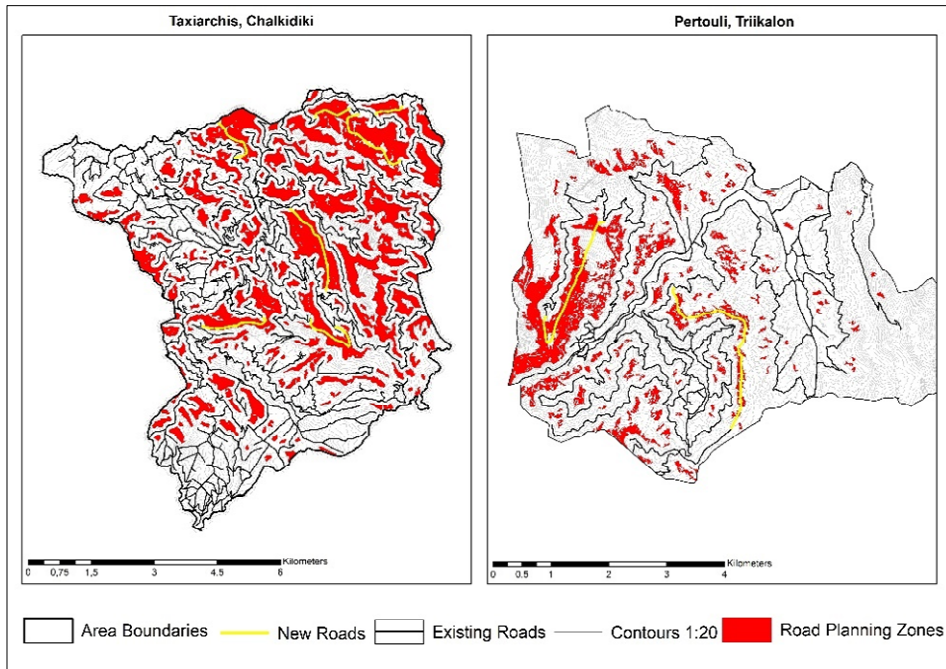 Taxiarchis, Chalkidiki
Pertouli, Triikalon
Kilometers
0 0,75 1,5 3 4,5 6
Kilometers
0 0.5 1 2 3 4
Area Boundaries New Roads Existing Roads Contours 1:20 Road Planning Zones